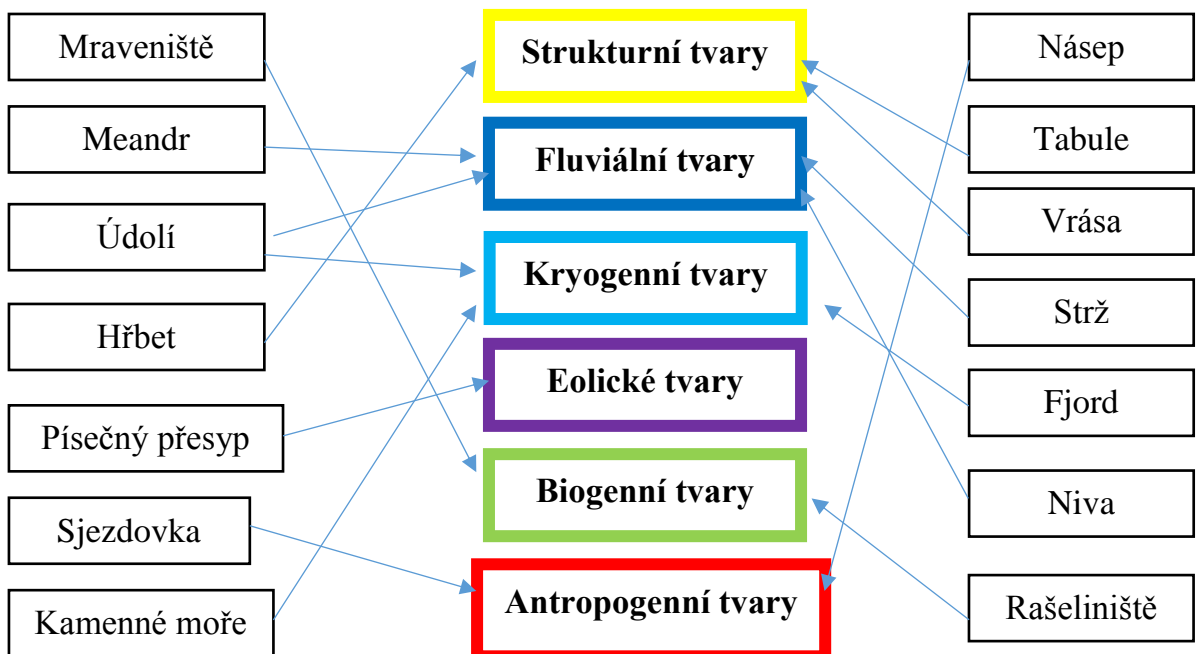 Mraveniště
Meandr
Údolí
Hřbet
Písečný přesyp
Sjezdovka
Kamenné moře
Strukturní tvary
Fluviální tvary
Kryogenní tvary
Eolické tvary
Biogenní tvary
Antropogenní tvary
Násep
Tabule
Vrása
Strž
Fjord
Niva
Rašeliniště